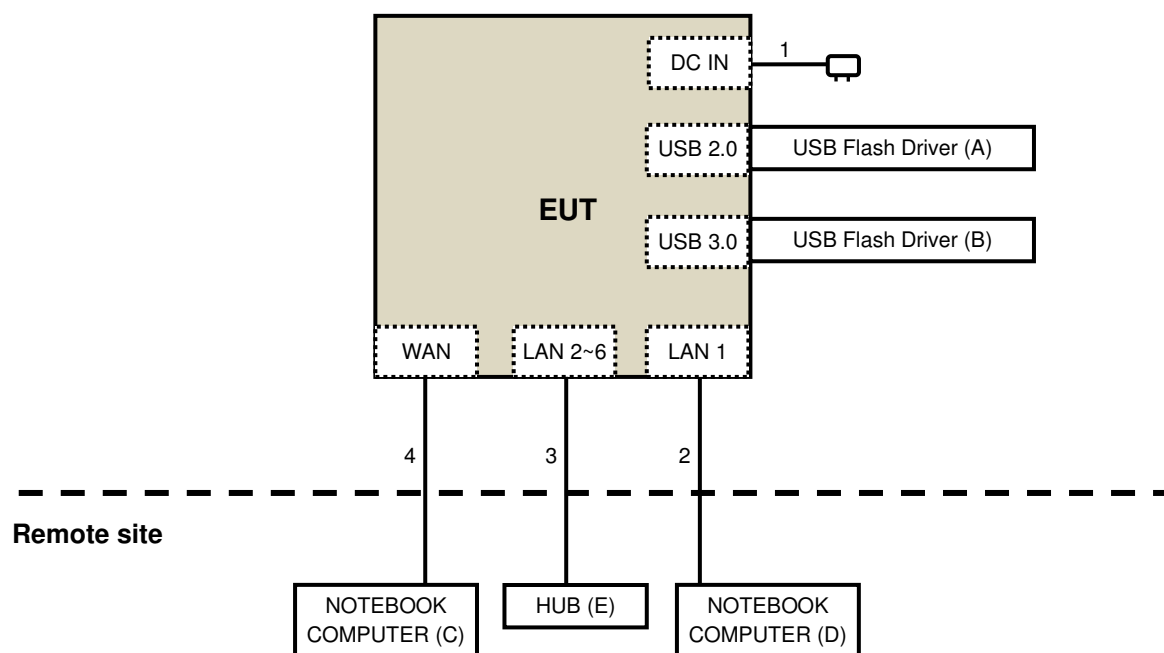 DC IN
1
USB 2.0
USB Flash Driver (A)
EUT
USB 3.0
USB Flash Driver (B)
WAN
LAN 2~6
LAN 1
4
3
2
Remote site
NOTEBOOK
COMPUTER (C)
HUB (E)
NOTEBOOK
COMPUTER (D)